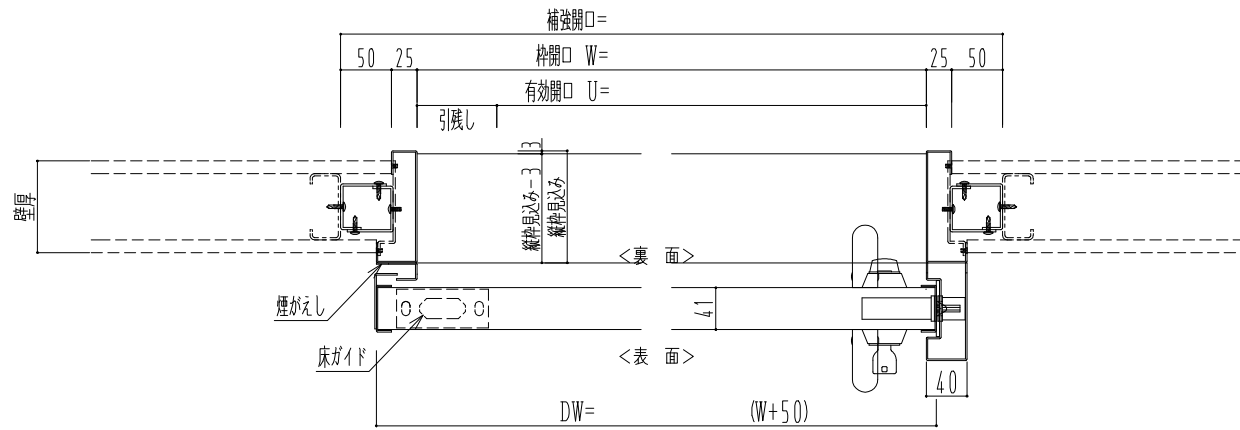 補強開口=
50 25 枠開口 W= 25 50
有効開口 U=
引残し
3
壁厚
縦枠見込み-3
縦枠見込み
<裏 面>
煙がえし
41
床ガイド
<表 面>
40
DW= (W+50)